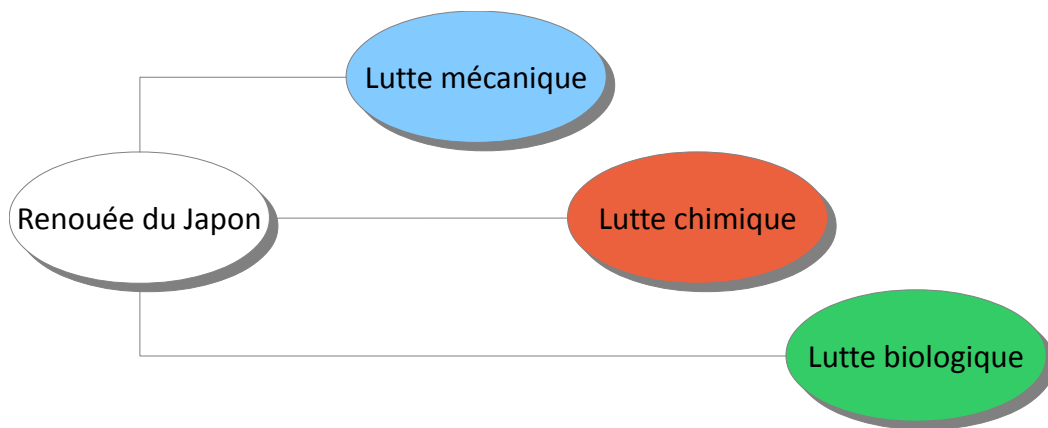 Lutte mécanique
Renouée du Japon
Lutte chimique
Lutte biologique